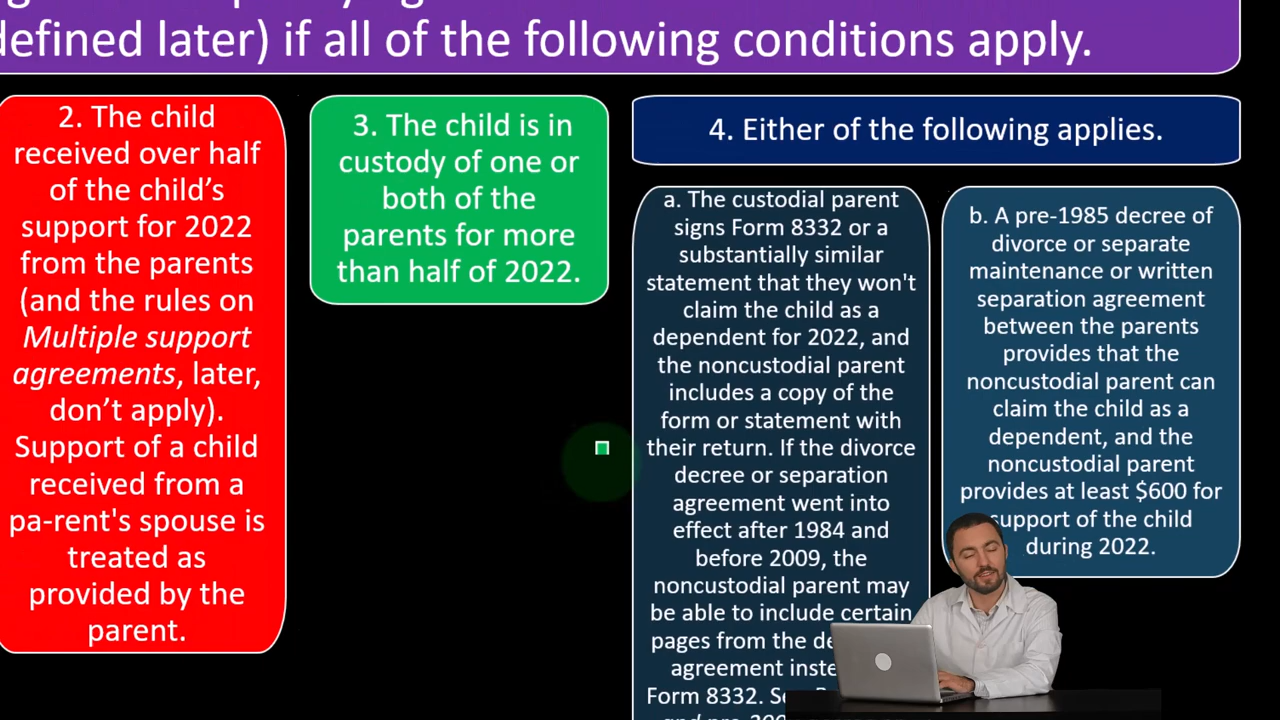 defined later) if all of the following conditions apply.
2. The child
received over half
of the child’s
support for 2022
from the parents
(and the rules on
Multiple support
agreements, later,
don’t apply).
Support of a child
received from a
pa-rent's spouse is
treated as
provided by the
parent.
3. The child is in
custody of one or
both of the
parents for more
than half of 2022.
4. Either of the following applies.
a. The custodial parent
signs Form 8332 or a
substantially similar
statement that they won't
claim the child as a
dependent for 2022, and
the noncustodial parent
includes a copy of the
form or statement with
their return. If the divorce
decree or separation
agreement went into
effect after 1984 and
before 2009, the
noncustodial parent may
be able to include certain
pages from the
agreement
Form 8332.
b. A pre-1985 decree of
divorce or separate
maintenance or written
separation agreement
between the parents
provides that the
noncustodial parent can
claim the child as a
dependent, and the
noncustodial parent
provides at least $600 for
support of the child
during 2022.